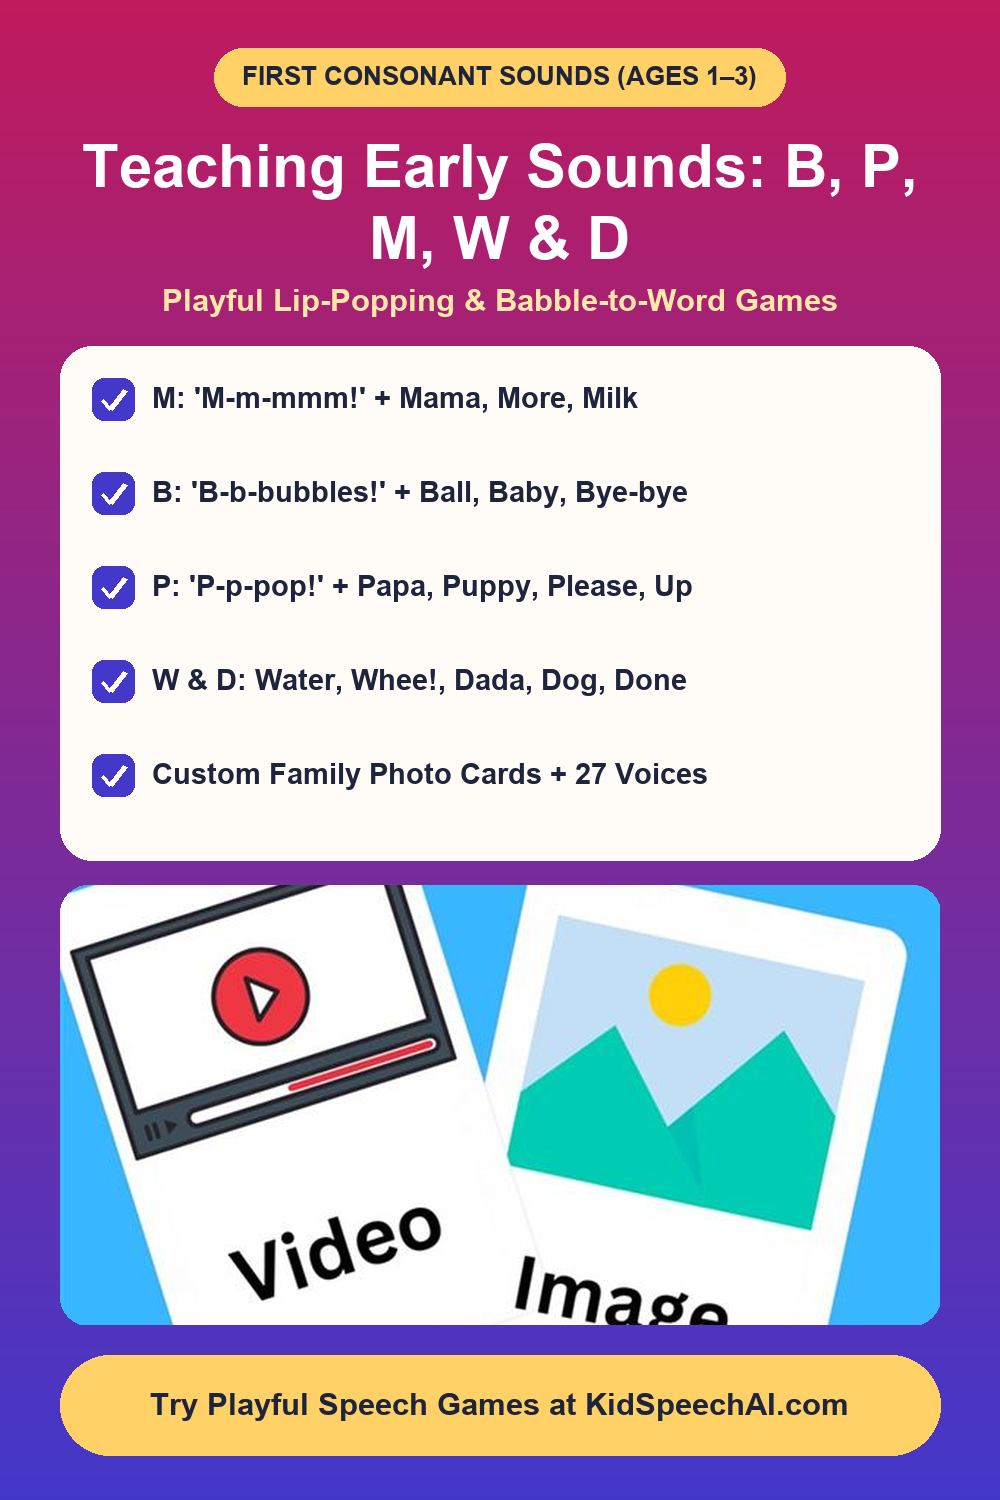 FIRST CONSONANT SOUNDS (AGES 1–3)
Teaching Early Sounds: B, P,
M, W & D
Playful Lip-Popping & Babble-to-Word Games
M: 'M-m-mmm!' + Mama, More, Milk
B: 'B-b-bubbles!' + Ball, Baby, Bye-bye
P: 'P-p-pop!' + Papa, Puppy, Please, Up
W & D: Water, Whee!, Dada, Dog, Done
Custom Family Photo Cards + 27 Voices
Video
Image
Try Playful Speech Games at KidSpeechAI.com